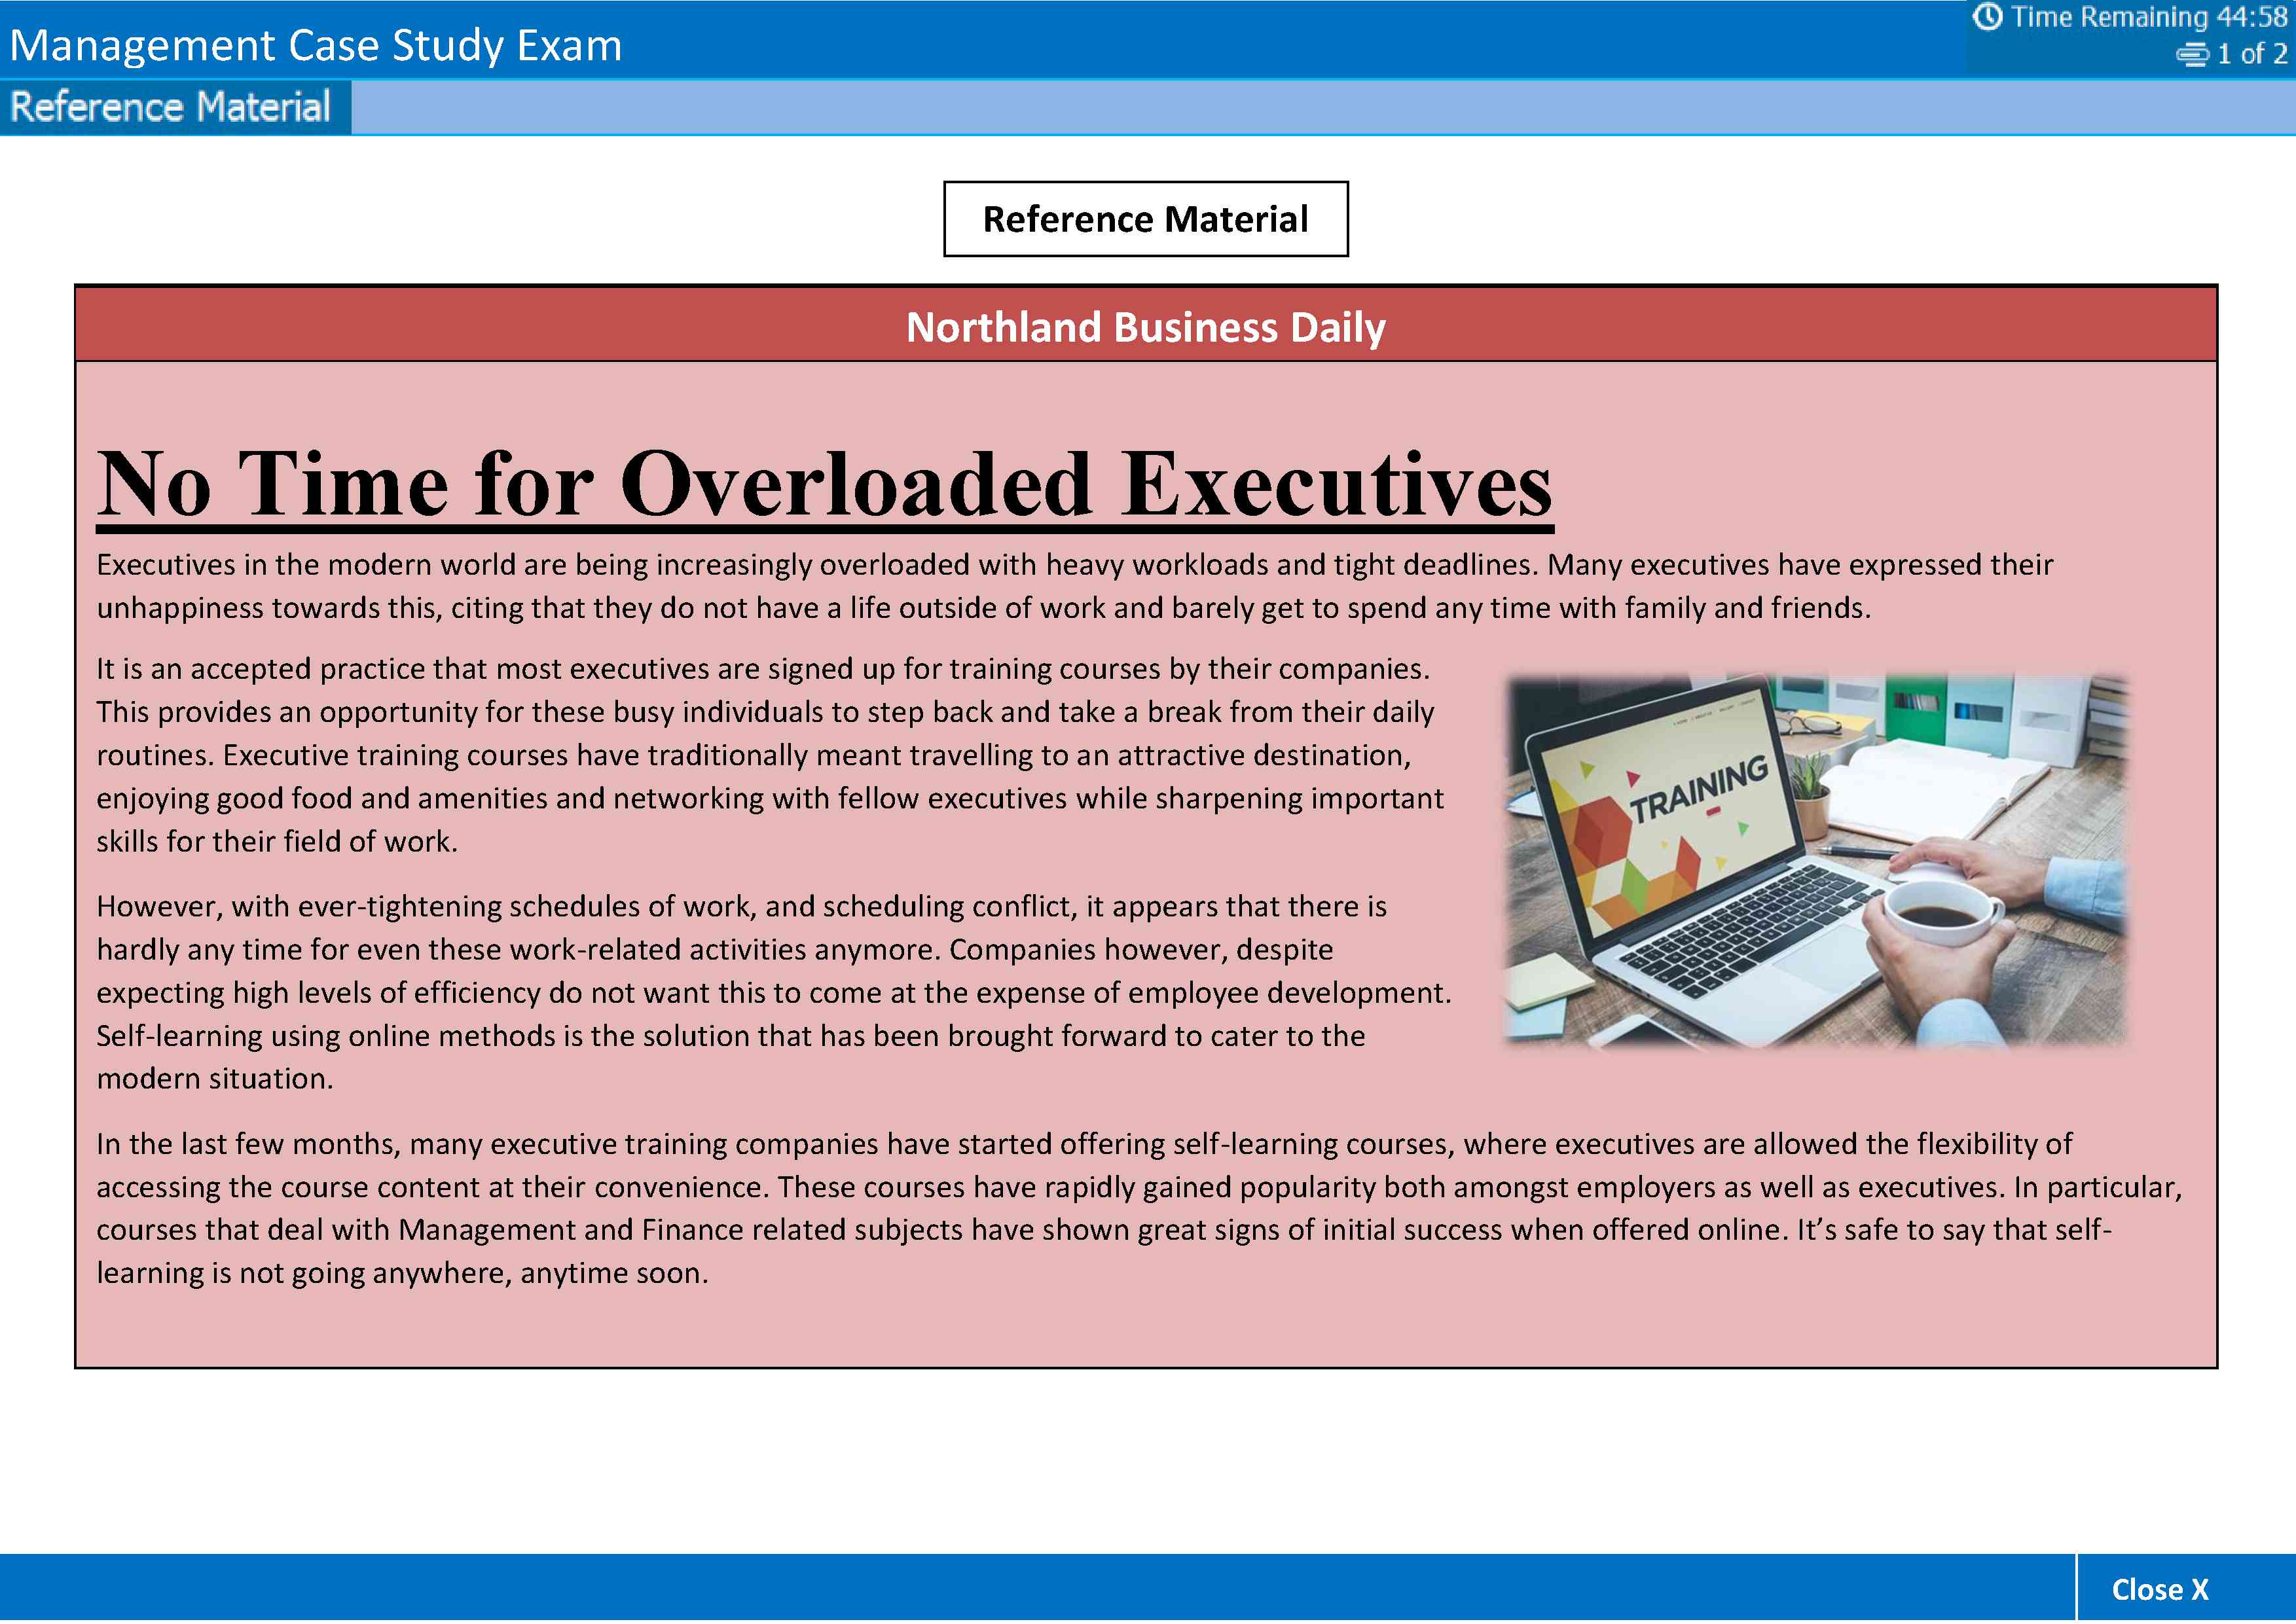 Management Case Study Exam
Time Remaining 44:58
1 of 2
Reference Material
Reference Material
Northland Business Daily
No Time for Overloaded Executives
Executives in the modern world are being increasingly overloaded with heavy workloads and tight deadlines. Many executives have expressed their
unhappiness towards this, citing that they do not have a life outside of work and barely get to spend any time with family and friends.
It is an accepted practice that most executives are signed up for training courses by their companies.
This provides an opportunity for these busy individuals to step back and take a break from their daily
routines. Executive training courses have traditionally meant travelling to an attractive destination,
enjoying good food and amenities and networking with fellow executives while sharpening important
skills for their field of work.
However, with ever-tightening schedules of work, and scheduling conflict, it appears that there is
hardly any time for even these work-related activities anymore. Companies however, despite
expecting high levels of efficiency do not want this to come at the expense of employee development.
Self-learning using online methods is the solution that has been brought forward to cater to the
modern situation.
TRAINING
In the last few months, many executive training companies have started offering self-learning courses, where executives are allowed the flexibility of
accessing the course content at their convenience. These courses have rapidly gained popularity both amongst employers as well as executives. In particular,
courses that deal with Management and Finance related subjects have shown great signs of initial success when offered online. It’s safe to say that self-
learning is not going anywhere, anytime soon.
Close X